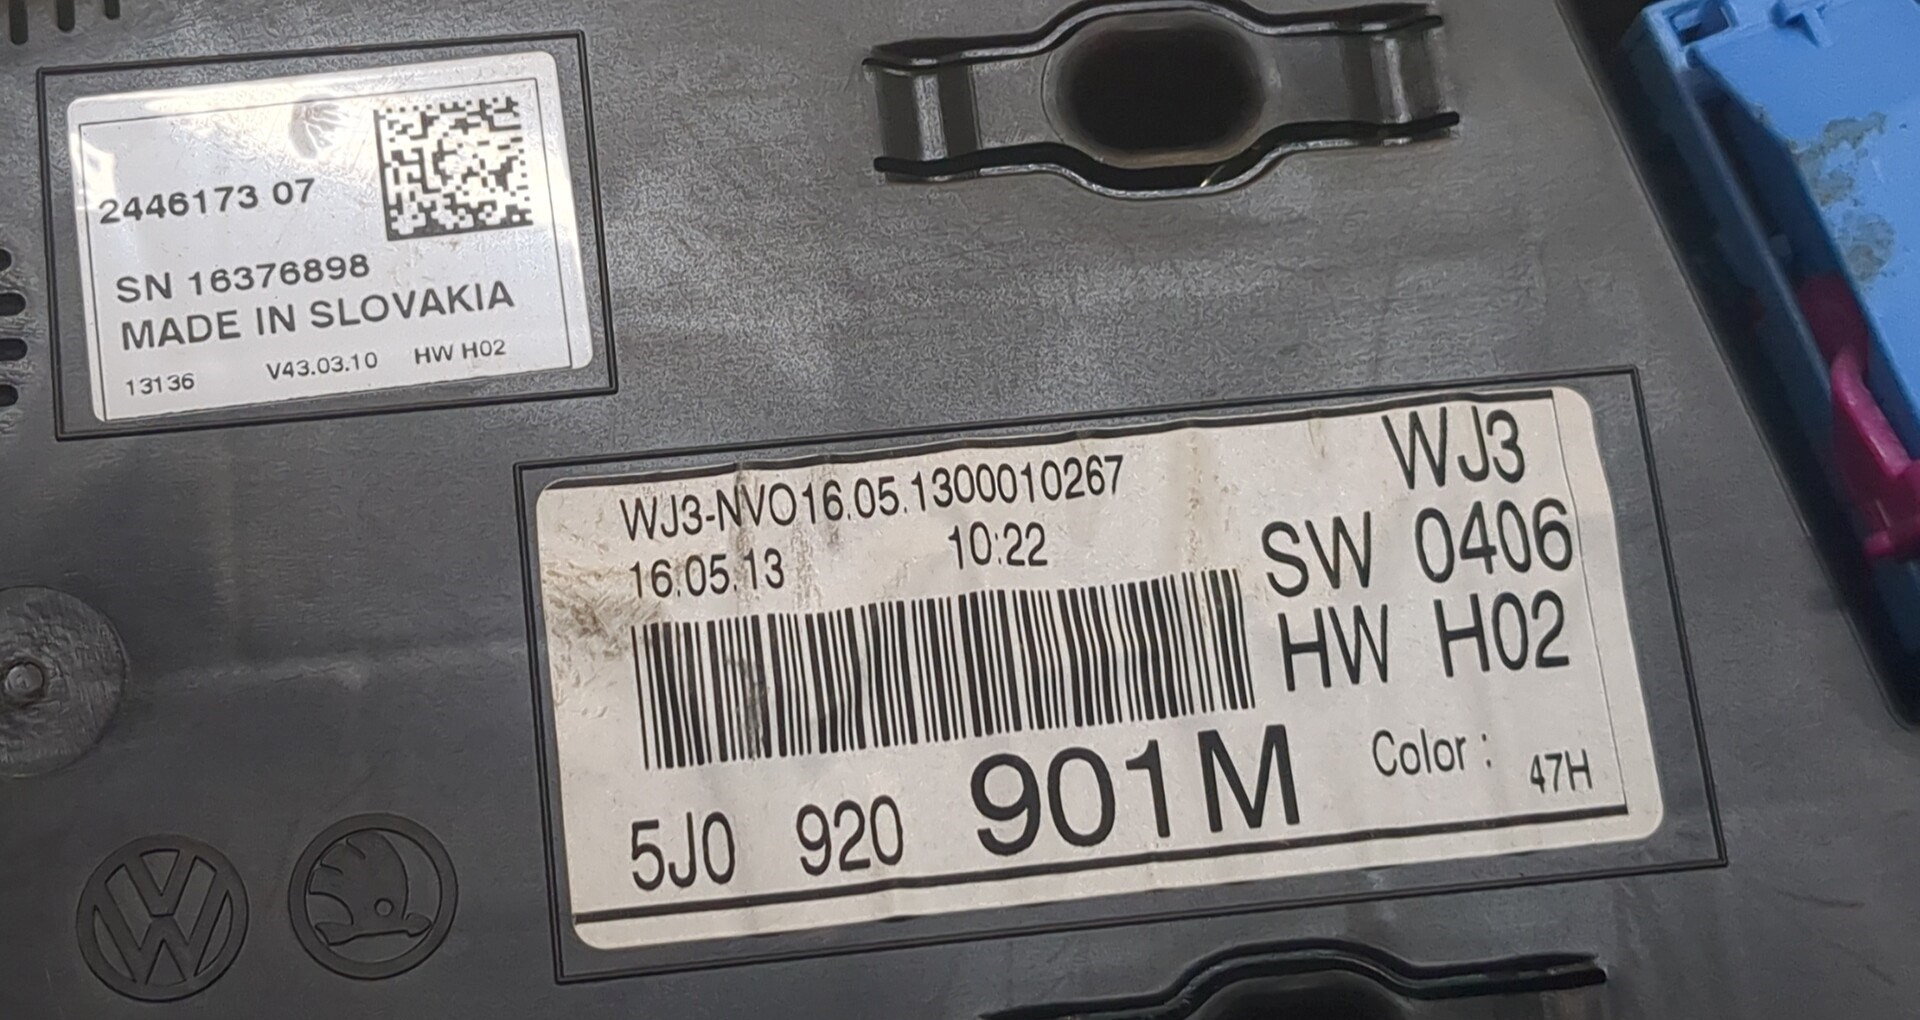 2446173 07
SN 16376898
MADE IN SLOVAKIA
13136 V43.03.10 HW H02
WJ3-NVO16.05.1300010267
WJ3
16.05.13 10:22
SW 0406
HW H02
5J0 920 901M
Color : 47H